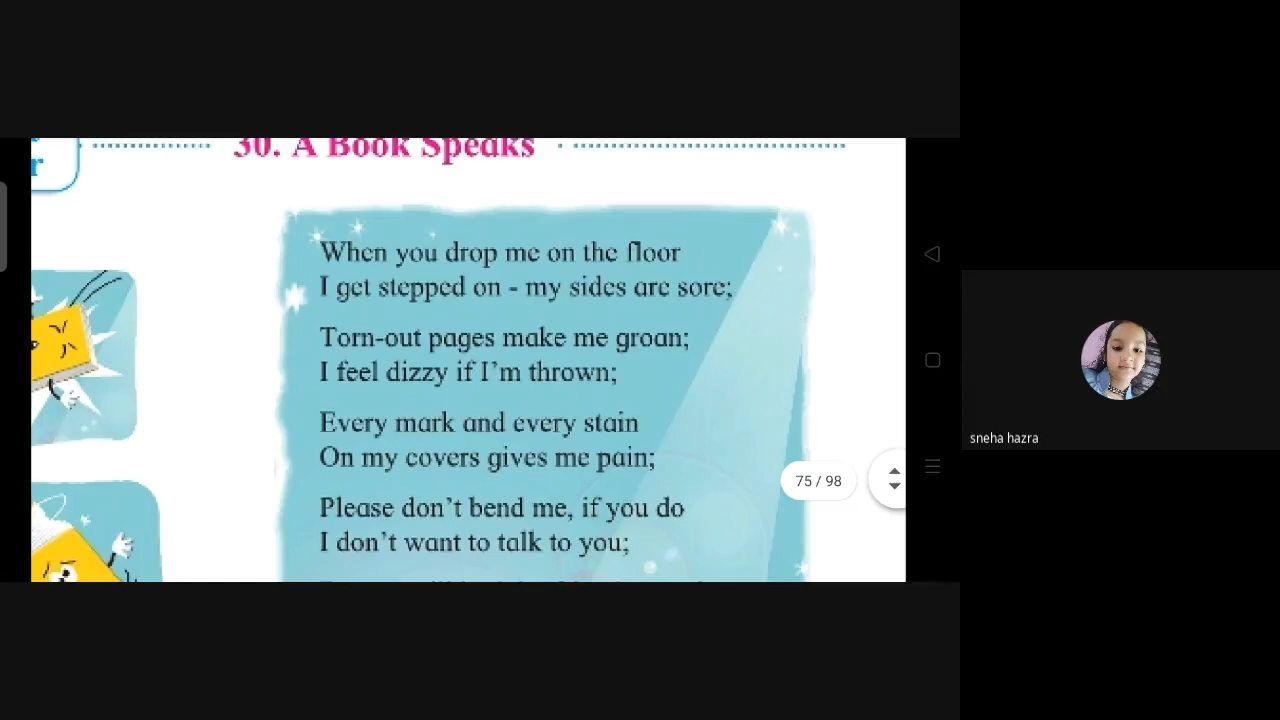 30. A Book Speaks
When you drop me on the floor
I get stepped on - my sides are sore;
Torn-out pages make me groan;
I feel dizzy if I'm thrown;
Every mark and every stain
On my covers gives me pain;
Please don't bend me, if you do
I don't want to talk to you;
75 / 98
sneha hazra